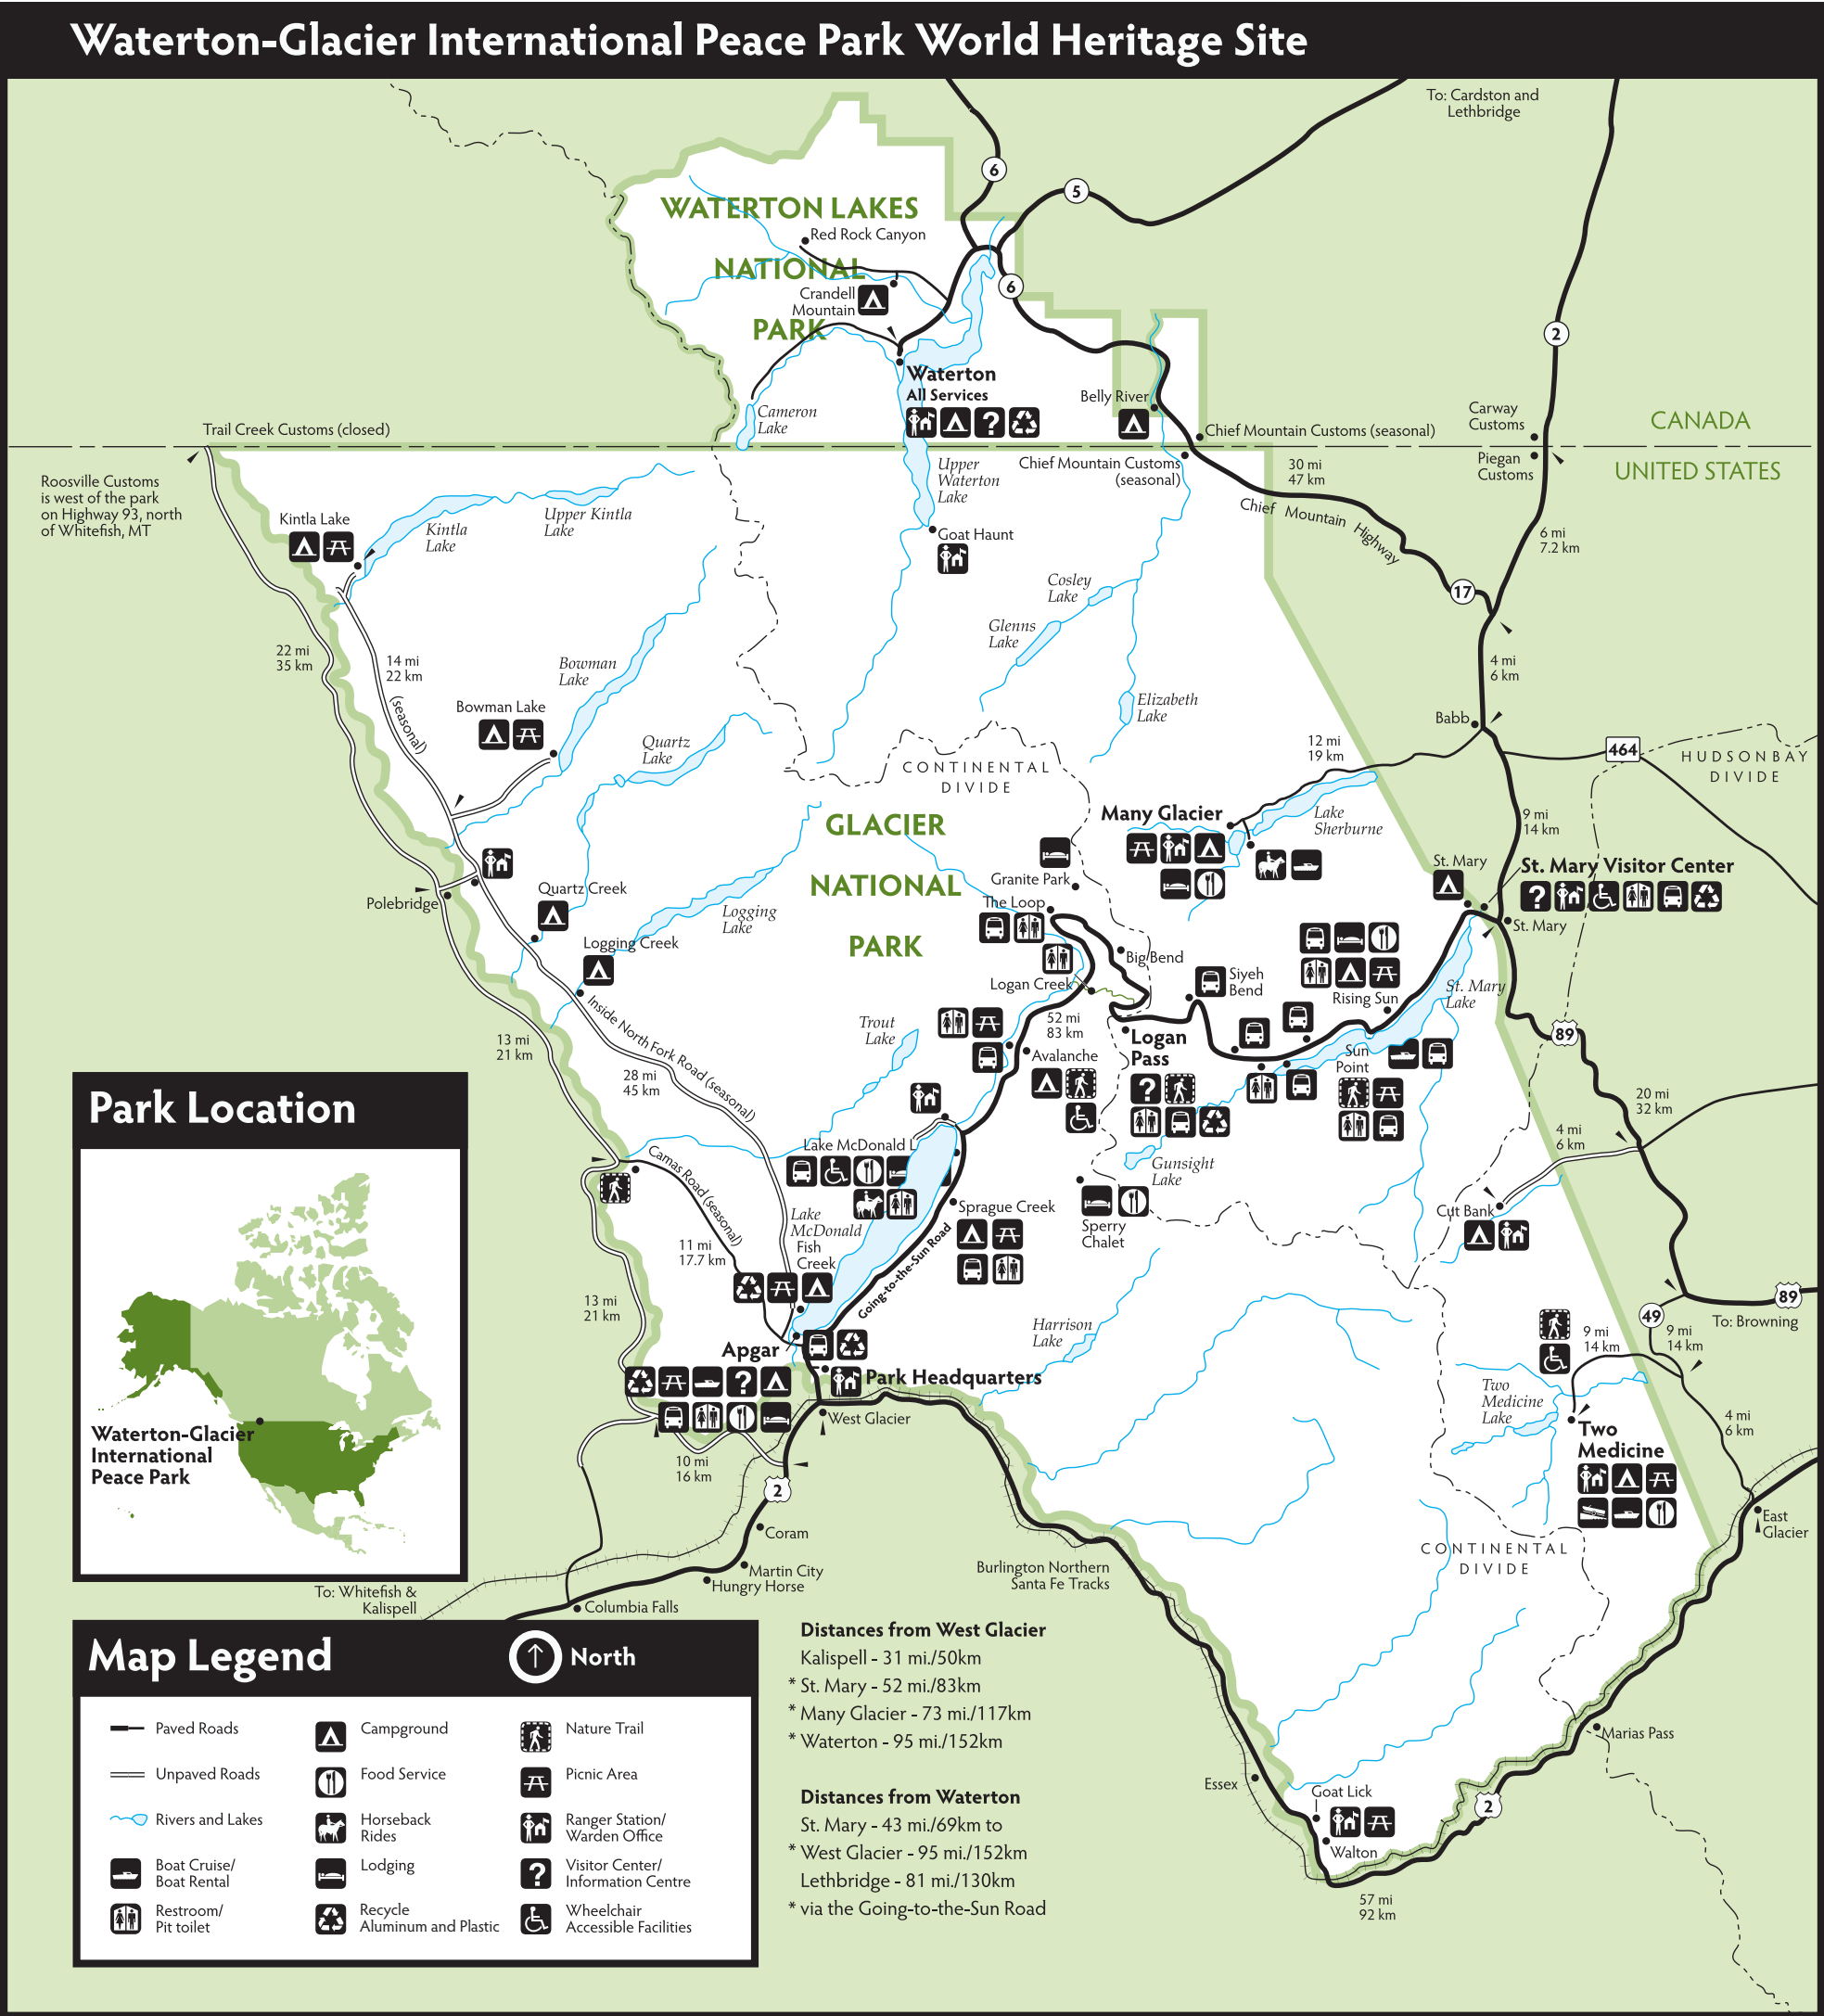 Waterton-Glacier International Peace Park World Heritage Site
To: Cardston and
Lethbridge
6
5
WATERTON LAKES
NATIONAL
PARK
Red Rock Canyon
Crandell
Mountain
6
2
Waterton
All Services
Cameron
Lake
Belly River
Carway
Customs
CANADA
Trail Creek Customs (closed)
Chief Mountain Customs (seasonal)
Piegan
Customs
UNITED STATES
Roosville Customs
is west of the park
on Highway 93, north
of Whitefish, MT
Upper
Waterton
Lake
Chief Mountain Customs
(seasonal)
30 mi
47 km
Chief Mountain Highway
6 mi
7.2 km
Kintla Lake
Kintla
Lake
Upper Kintla
Lake
Goat Haunt
Cosley
Lake
Glenns
Lake
17
22 mi
35 km
14 mi
22 km
(seasonal)
Bowman
Lake
Bowman Lake
Elizabeth
Lake
4 mi
6 km
Babb
Quartz
Lake
12 mi
19 km
464
HUDSON BAY
DIVIDE
CONTINENTAL
DIVIDE
GLACIER
NATIONAL
PARK
Many Glacier
Lake
Sherburne
9 mi
14 km
St. Mary
St. Mary Visitor Center
St. Mary
Granite Park
The Loop
Polebridge
Quartz Creek
Logging
Lake
Logging Creek
Big Bend
Logan Creek
Siyeh
Bend
Rising Sun
St. Mary
Lake
Inside North Fork Road (seasonal)
13 mi
21 km
28 mi
45 km
Trout
Lake
52 mi
83 km
Avalanche
Logan
Pass
Sun
Point
89
20 mi
32 km
4 mi
6 km
Lake McDonald L
Camas Road (seasonal)
Gunsight
Lake
Sprague Creek
Sperry
Chalet
Cut Bank
Lake
McDonald
Fish
Creek
11 mi
17.7 km
Going-to-the-Sun Road
13 mi
21 km
Harrison
Lake
89
To: Browning
49
9 mi
14 km
9 mi
14 km
Apgar
Park Headquarters
West Glacier
Two
Medicine
Lake
Two
Medicine
4 mi
6 km
10 mi
16 km
2
Coram
Martin City
Hungry Horse
Columbia Falls
To: Whitefish &
Kalispell
East
Glacier
CONTINENTAL
DIVIDE
Burlington Northern
Santa Fe Tracks
Marias Pass
Essex
Goat Lick
Walton
2
57 mi
92 km
Park Location
Waterton-Glacier
International
Peace Park
Map Legend
North
Paved Roads
Unpaved Roads
Rivers and Lakes
Boat Cruise/
Boat Rental
Restroom/
Pit toilet
Campground
Food Service
Horseback
Rides
Lodging
Recycle
Aluminum and Plastic
Nature Trail
Picnic Area
Ranger Station/
Warden Office
Visitor Center/
Information Centre
Wheelchair
Accessible Facilities
Distances from West Glacier
Kalispell - 31 mi./50km
* St. Mary - 52 mi./83km
* Many Glacier - 73 mi./117km
* Waterton - 95 mi./152km
Distances from Waterton
St. Mary - 43 mi./69km to
* West Glacier - 95 mi./152km
Lethbridge - 81 mi./130km
* via the Going-to-the-Sun Road